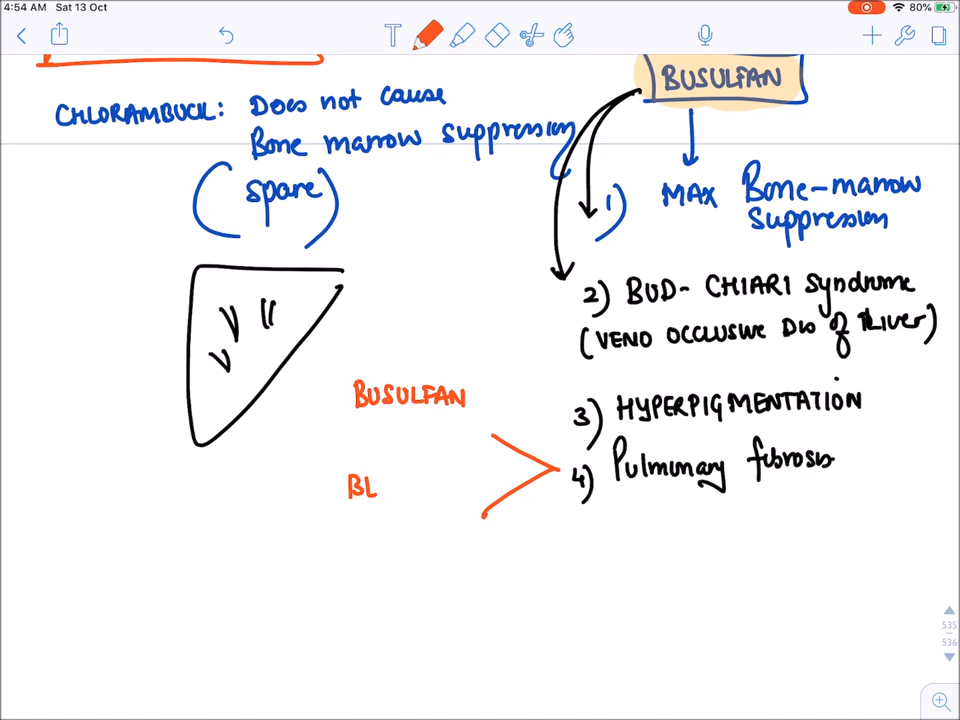 4:54 AM Sat 13 Oct
80%
T
BUSULFAN
CHLORAMBUCIL: Does not cause
Bone marrow suppression
(spare)
1) MAX Bone-marrow
suppression
2) BUD-CHIARI syndrome
(VENO OCCLUSIVE Dis of liver)
3) HYPERPIGMENTATION
4) Pulmonary fibrosis
BUSULFAN
BL
535
536